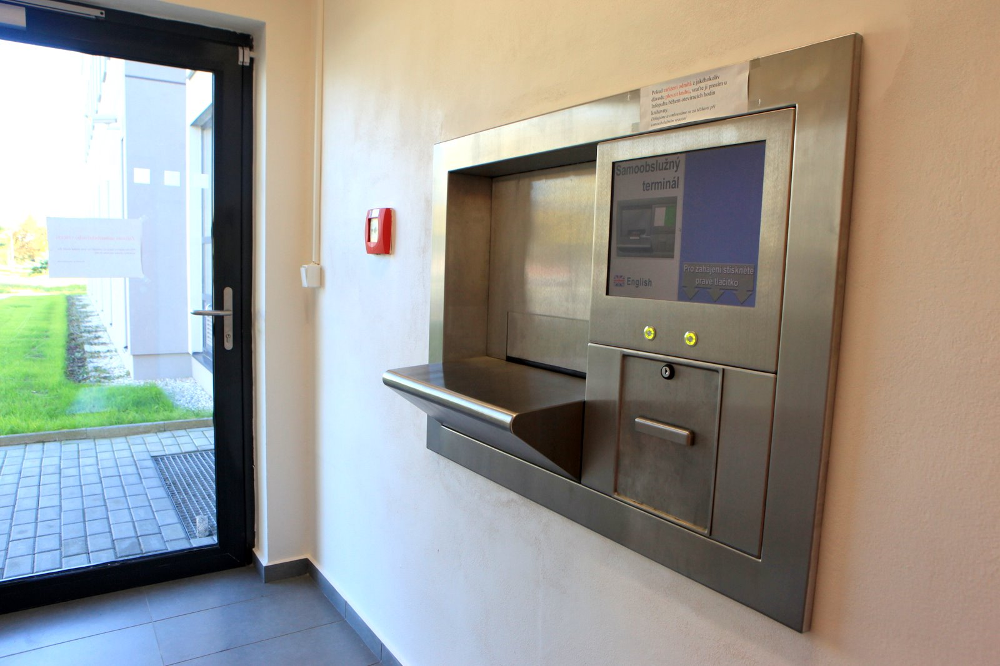 Pokud zařízení odmítá z jakéhokoliv
důvodu převzít knihu, vraťte ji prosím u
Infopultu během otevíracích hodin
knihovny.
Děkujeme a omlouváme se za těžkosti při
samoobslužném vracení
Samoobslužný
terminál
English
Pro zahájení stiskněte
pravé tlačítko